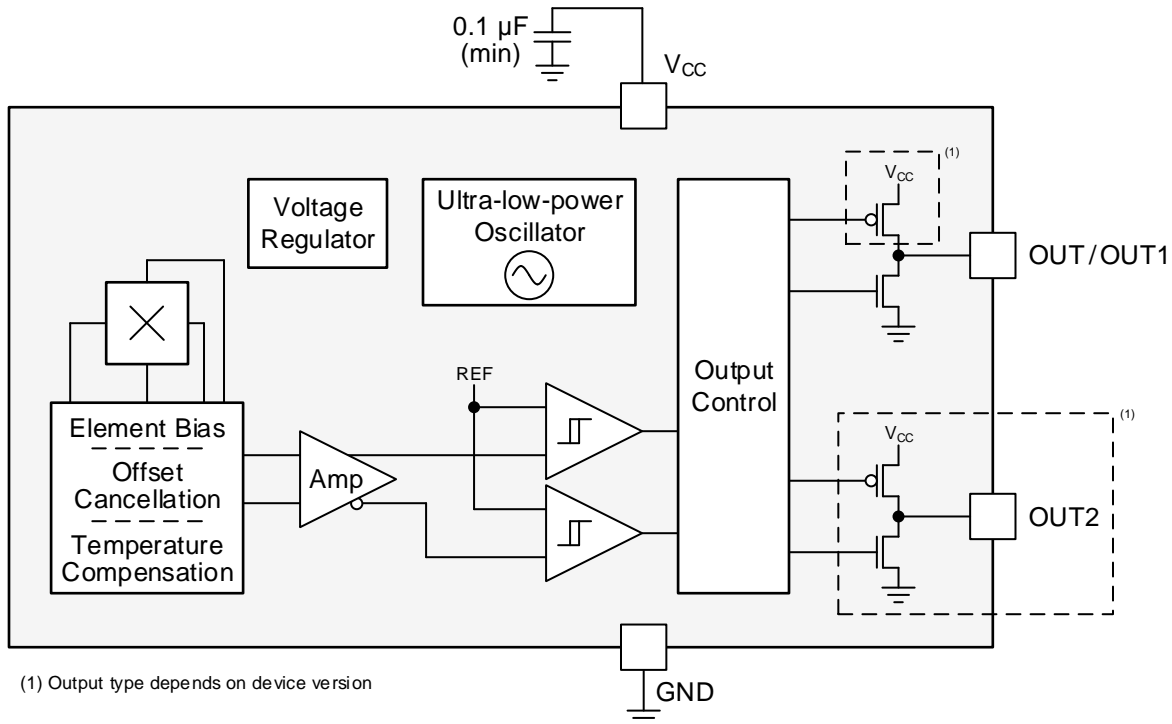 0.1 µF
(min)
VCC
(1)
VCC
Voltage
Regulator
Ultra-low-power
Oscillator
OUT/OUT1
REF
Output
Control
Element Bias
Offset
Cancellation
Temperature
Compensation
Amp
(1)
VCC
OUT2
GND
(1) Output type depends on device version